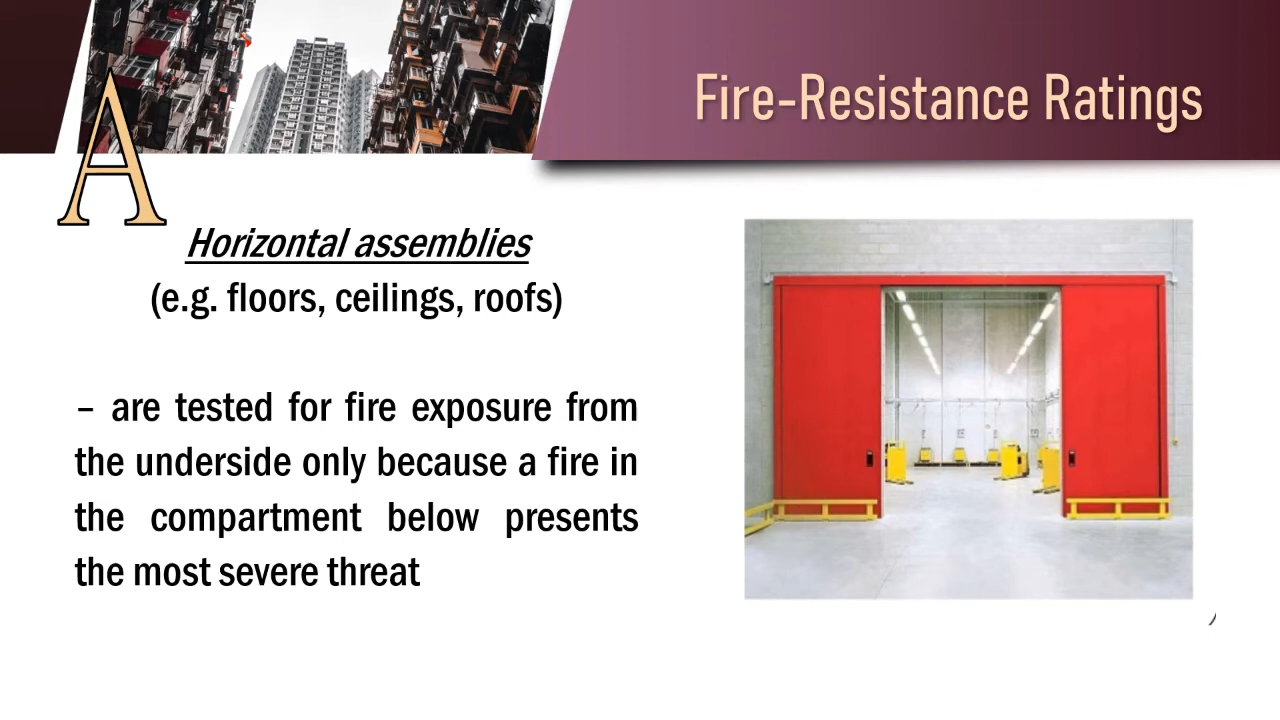 Fire-Resistance Ratings
A
Horizontal assemblies
(e.g. floors, ceilings, roofs)
– are tested for fire exposure from
the underside only because a fire in
the compartment below presents
the most severe threat
)